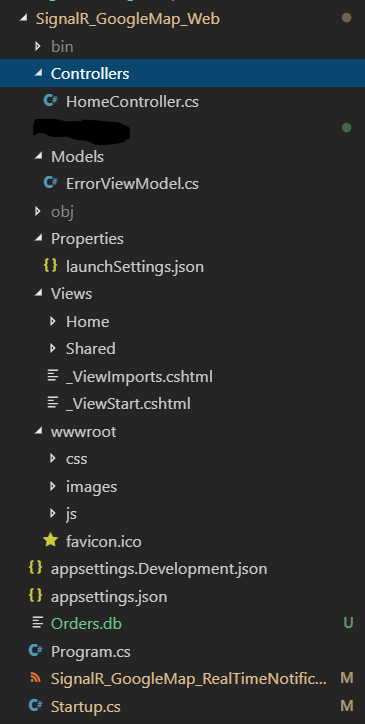 SignalR_GoogleMap_Web
bin
Controllers
HomeController.cs
Models
ErrorViewModel.cs
obj
Properties
{} launchSettings.json
Views
Home
Shared
_ViewImports.cshtml
_ViewStart.cshtml
wwwroot
css
images
js
favicon.ico
{} appsettings.Development.json
{} appsettings.json
Orders.db U
C# Program.cs
SignalR_GoogleMap_RealTimeNotific... M
C# Startup.cs M